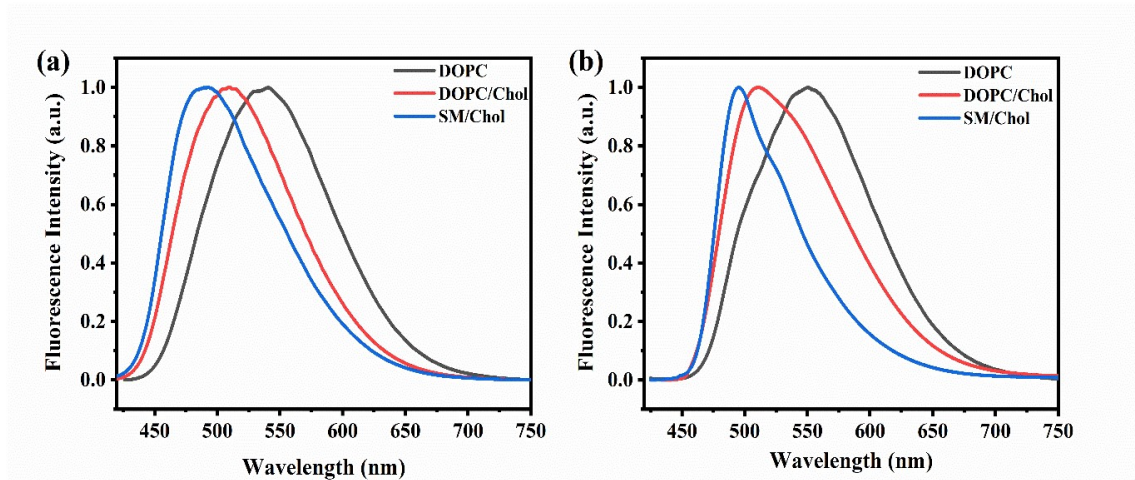 (a)
DOPC
DOPC/Chol
SM/Chol
Fluorescence Intensity (a.u.)
1.0
0.8
0.6
0.4
0.2
0.0
450 500 550 600 650 700 750
Wavelength (nm)
(b)
DOPC
DOPC/Chol
SM/Chol
Fluorescence Intensity (a.u.)
1.0
0.8
0.6
0.4
0.2
0.0
450 500 550 600 650 700 750
Wavelength (nm)